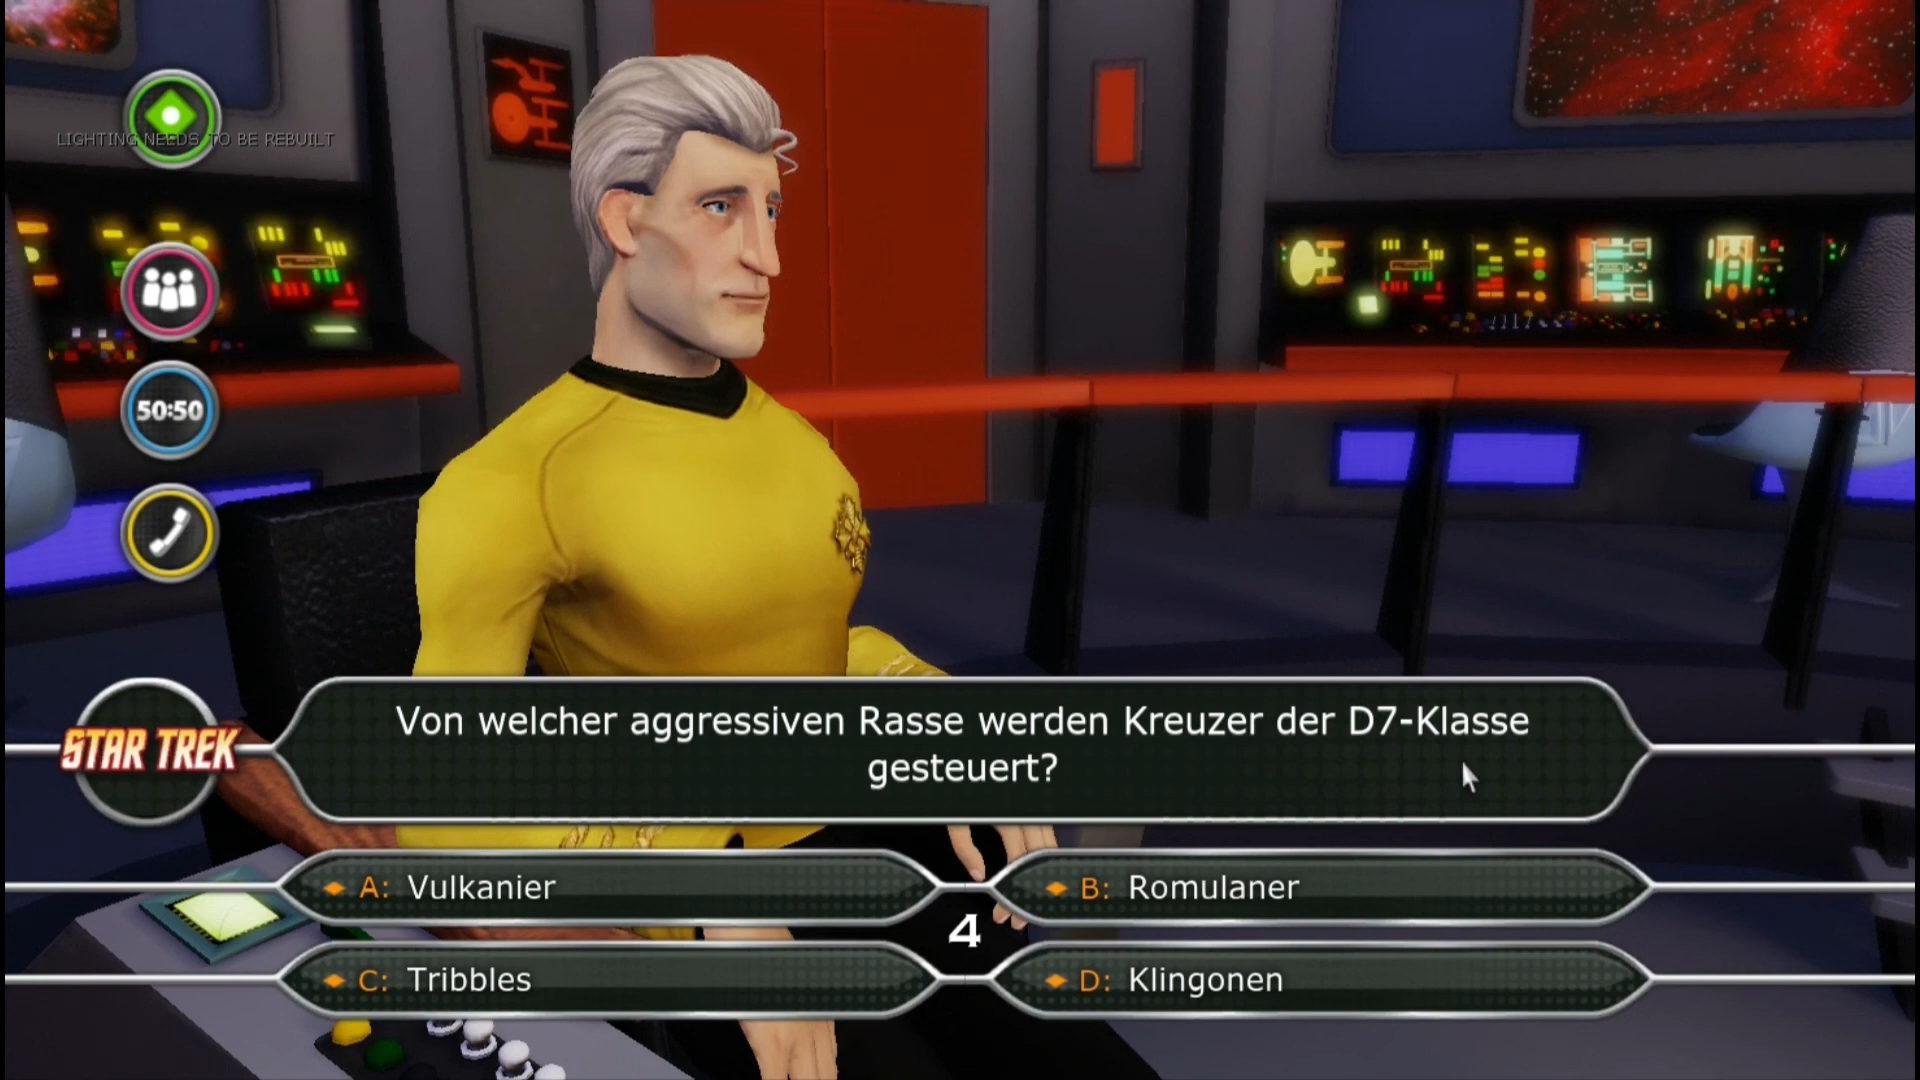 LIGHTING NEEDS TO BE REBUILT
50:50
STAR TREK
Von welcher aggressiven Rasse werden Kreuzer der D7-Klasse
gesteuert?
A: Vulkanier
B: Romulaner
4
C: Tribbles
D: Klingonen